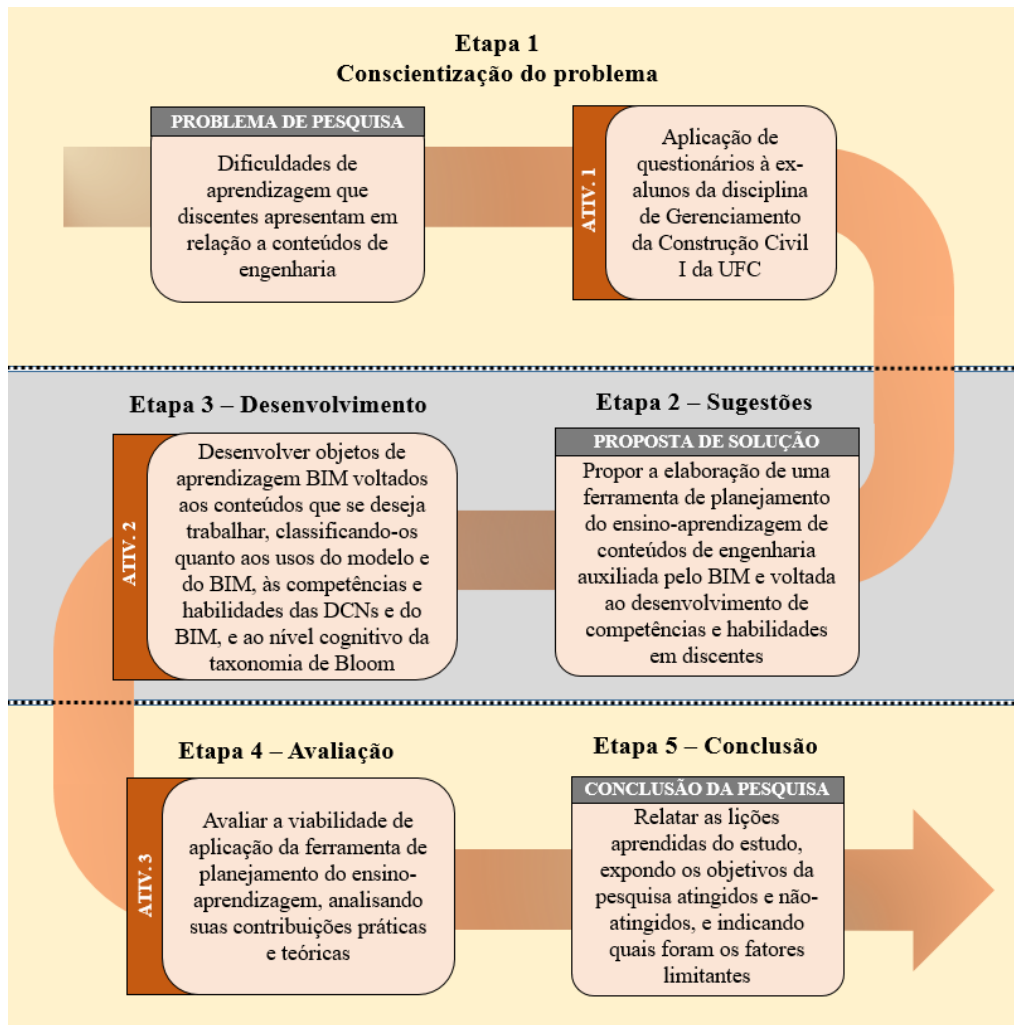 Etapa 1
Conscientização do problema
PROBLEMA DE PESQUISA
Dificuldades de
aprendizagem que
discentes apresentam em
relação a conteúdos de
engenharia
ATIV. 1
Aplicação de
questionários à ex-
alunos da disciplina
de Gerenciamento
da Construção Civil
I da UFC
Etapa 2 – Sugestões
PROPOSTA DE SOLUÇÃO
Propor a elaboração de uma
ferramenta de planejamento
do ensino-aprendizagem de
conteúdos de engenharia
auxiliada pelo BIM e voltada
ao desenvolvimento de
competências e habilidades
em discentes
Etapa 3 – Desenvolvimento
ATIV. 2
Desenvolver objetos de
aprendizagem BIM voltados
aos conteúdos que se deseja
trabalhar, classificando-os
quanto aos usos do modelo e
do BIM, às competências e
habilidades das DCNs e do
BIM, e ao nível cognitivo da
taxonomia de Bloom
Etapa 4 – Avaliação
ATIV. 3
Avaliar a viabilidade de
aplicação da ferramenta de
planejamento do ensino-
aprendizagem, analisando
suas contribuições práticas
e teóricas
Etapa 5 – Conclusão
CONCLUSÃO DA PESQUISA
Relatar as lições
aprendidas do estudo,
expondo os objetivos da
pesquisa atingidos e não-
atingidos, e indicando
quais foram os fatores
limitantes